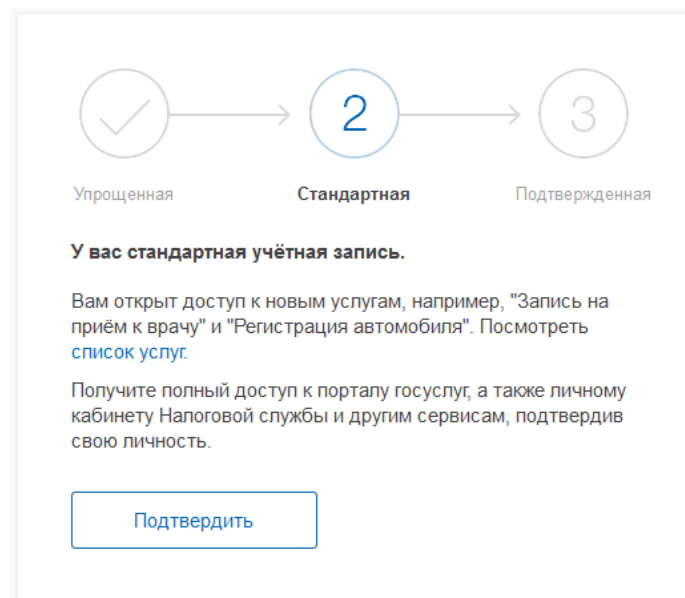 2
3
Упрощенная
Стандартная
Подтвержденная
У вас стандартная учётная запись.
Вам открыт доступ к новым услугам, например, "Запись на
приём к врачу" и "Регистрация автомобиля". Посмотреть
список услуг.
Получите полный доступ к порталу госуслуг, а также личному
кабинету Налоговой службы и другим сервисам, подтвердив
свою личность.
Подтвердить